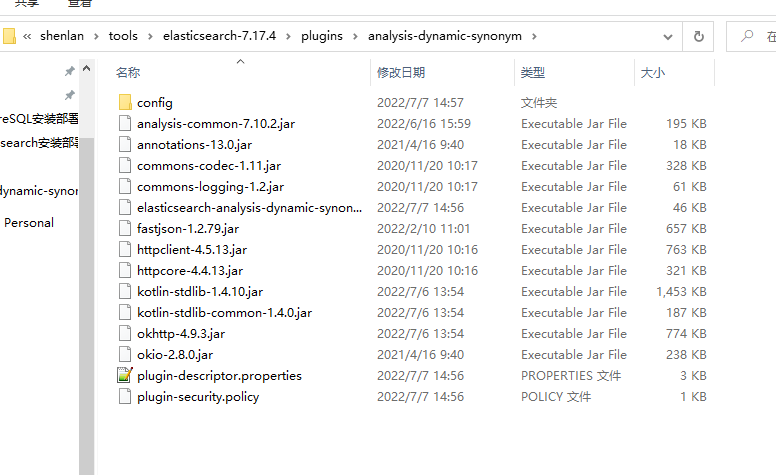 共享 查看
« shenlan › tools › elasticsearch-7.17.4 › plugins › analysis-dynamic-synonym › 在
名称 修改日期 类型 大小
config 2022/7/7 14:57 文件夹
analysis-common-7.10.2.jar 2022/6/16 15:59 Executable Jar File 195 KB
reSQL安装部署
annotations-13.0.jar 2021/4/16 9:40 Executable Jar File 18 KB
search安装部署
commons-codec-1.11.jar 2020/11/20 10:17 Executable Jar File 328 KB
commons-logging-1.2.jar 2020/11/20 10:17 Executable Jar File 61 KB
dynamic-synon
elasticsearch-analysis-dynamic-synon... 2022/7/7 14:56 Executable Jar File 46 KB
Personal
fastjson-1.2.79.jar 2022/2/10 11:01 Executable Jar File 657 KB
httpclient-4.5.13.jar 2020/11/20 10:16 Executable Jar File 763 KB
httpcore-4.4.13.jar 2020/11/20 10:16 Executable Jar File 321 KB
kotlin-stdlib-1.4.10.jar 2022/7/6 13:54 Executable Jar File 1,453 KB
kotlin-stdlib-common-1.4.0.jar 2022/7/6 13:54 Executable Jar File 187 KB
okhttp-4.9.3.jar 2022/7/6 13:54 Executable Jar File 774 KB
okio-2.8.0.jar 2021/4/16 9:40 Executable Jar File 238 KB
plugin-descriptor.properties 2022/7/7 14:56 PROPERTIES 文件 3 KB
plugin-security.policy 2022/7/7 14:56 POLICY 文件 1 KB